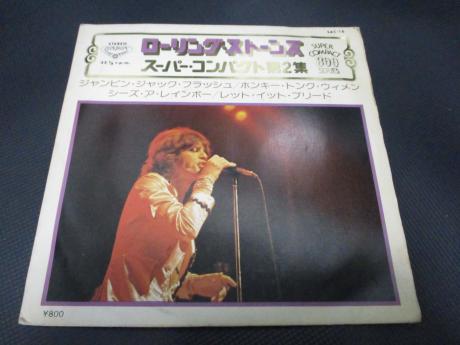 STEREO
ローリング・ストーンズ
スーパー・コンパクト第2集
SUPER COMPACT
800
SERIES
ジャンピン・ジャック・フラッシュ/ホンキー・トンク・ウィメン
シーズ・ア・レインボー/レット・イット・ブリード
¥800